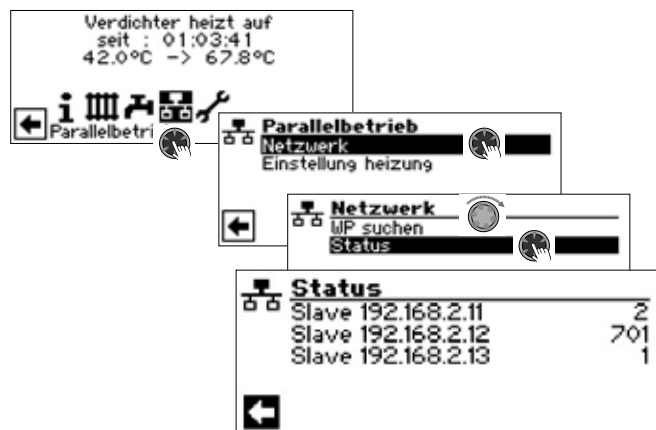 Verdichter heizt auf
seit : 01:03:41
42.0°C -> 67.8°C
Parallelbetri
Parallelbetrieb
Netzwerk
Einstellung heizung
Netzwerk
WP suchen
Status
Status
Slave 192.168.2.11 2
Slave 192.168.2.12 701
Slave 192.168.2.13 1